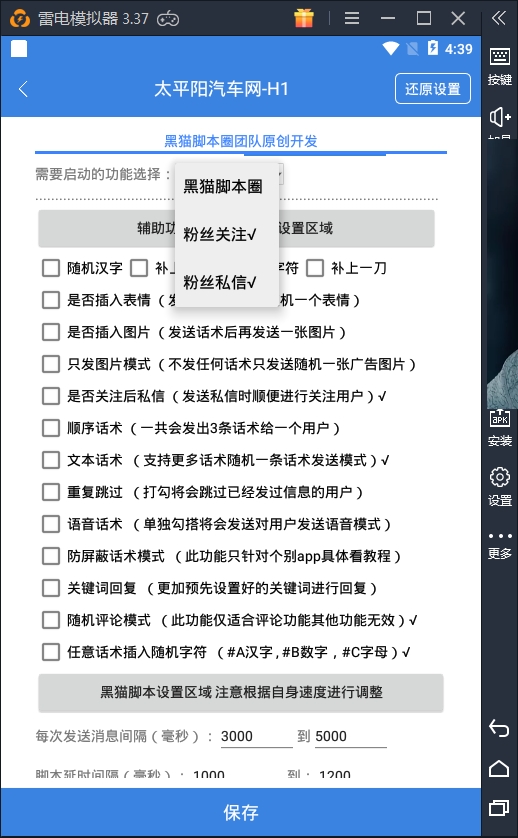 雷电模拟器 3.37
4:39
太平阳汽车网-H1
还原设置
按键
黑猫脚本圈团队原创开发
需要启动的功能选择：
黑猫脚本圈
粉丝关注√
粉丝私信√
辅助功 设置区域
随机汉字 补 字符 补上一刀
是否插入表情（发 机一个表情）
是否插入图片（发送话术后再发送一张图片）
只发图片模式（不发任何话术只发送随机一张广告图片）
是否关注后私信（发送私信时顺便进行关注用户）√
顺序话术（一共会发出3条话术给一个用户）
文本话术（支持更多话术随机一条话术发送模式）√
重复跳过（打勾将会跳过已经发过信息的用户）
语音话术（单独勾搭将会发送对用户发送语音模式）
防屏蔽话术模式（此功能只针对个别app具体看教程）
关键词回复（更加预先设置好的关键词进行回复）
随机评论模式（此功能仅适合评论功能其他功能无效）√
任意话术插入随机字符（#A汉字,#B数字，#C字母）√
黑猫脚本设置区域 注意根据自身速度进行调整
每次发送消息间隔（毫秒）： 3000 到 5000
脚本延时间隔（毫秒）： 1000 到： 1200
保存
APK
安装
设置
更多